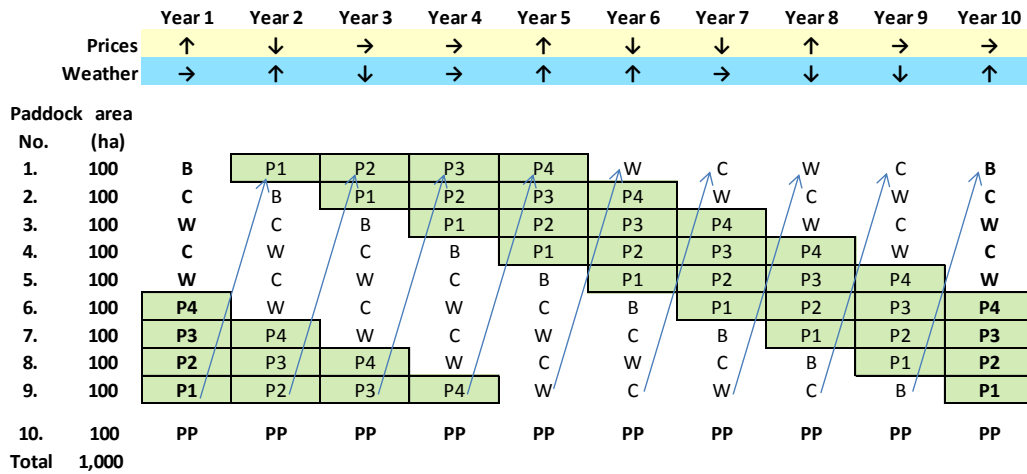 Year 1 Year 2 Year 3 Year 4 Year 5 Year 6 Year 7 Year 8 Year 9 Year 10
Prices ↑ ↓ → → ↑ ↓ ↓ ↑ → →
Weather → ↑ ↓ → ↑ ↑ → ↓ ↓ ↑
Paddock area
No. (ha)
1. 100 B P1 P2 P3 P4 W C W C B
2. 100 C B P1 P2 P3 P4 W C W C
3. 100 W C B P1 P2 P3 P4 W C W
4. 100 C W C B P1 P2 P3 P4 W C
5. 100 W C W C B P1 P2 P3 P4 W
6. 100 P4 W C W C B P1 P2 P3 P4
7. 100 P3 P4 W C W C B P1 P2 P3
8. 100 P2 P3 P4 W C W C B P1 P2
9. 100 P1 P2 P3 P4 W C W C B P1
10. 100 PP PP PP PP PP PP PP PP PP PP
Total 1,000